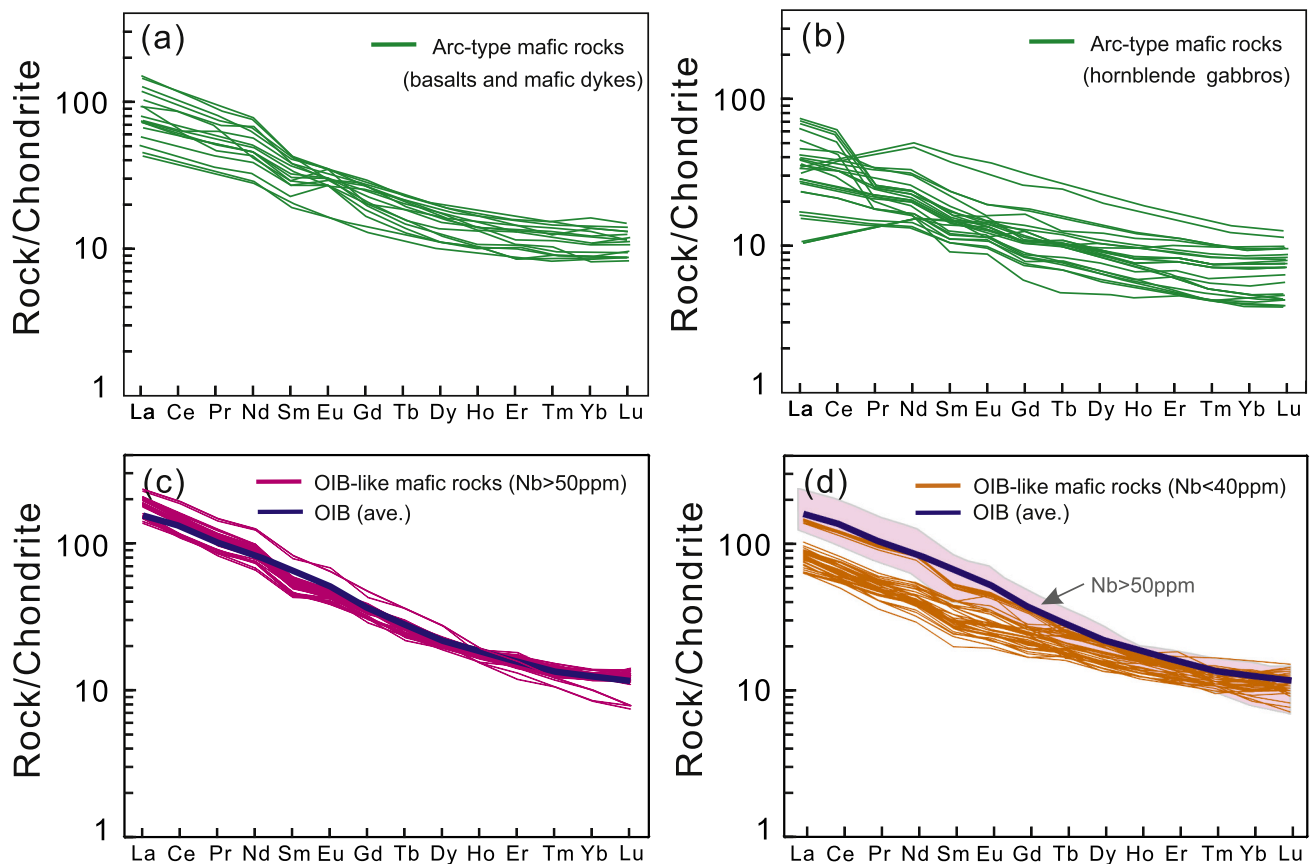 (a)
Arc-type mafic rocks
(basalts and mafic dykes)
Rock/Chondrite
100
10
1
La Ce Pr Nd Sm Eu Gd Tb Dy Ho Er Tm Yb Lu
(b)
Arc-type mafic rocks
(hornblende gabbros)
Rock/Chondrite
100
10
1
La Ce Pr Nd Sm Eu Gd Tb Dy Ho Er Tm Yb Lu
(c)
OIB-like mafic rocks (Nb>50ppm)
OIB (ave.)
Rock/Chondrite
100
10
1
La Ce Pr Nd Sm Eu Gd Tb Dy Ho Er Tm Yb Lu
(d)
OIB-like mafic rocks (Nb<40ppm)
OIB (ave.)
Nb>50ppm
Rock/Chondrite
100
10
1
La Ce Pr Nd Sm Eu Gd Tb Dy Ho Er Tm Yb Lu